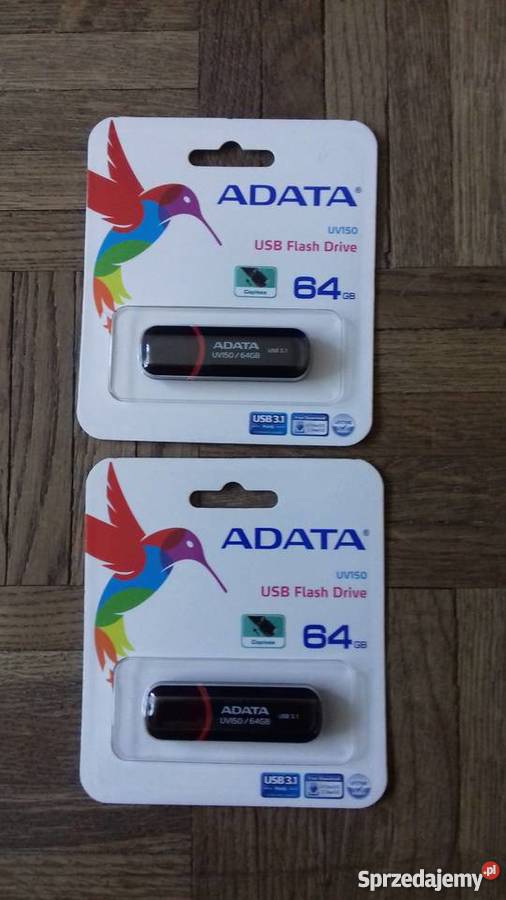 ADATA®
UV150
USB Flash Drive
Capless
64GB
ADATA
UV150 / 64GB
USB 3.1
USB 3.1
ADATA®
UV150
USB Flash Drive
Capless
64GB
ADATA
UV150 / 64GB
USB 3.1
USB 3.1
Sprzedajemy.pl